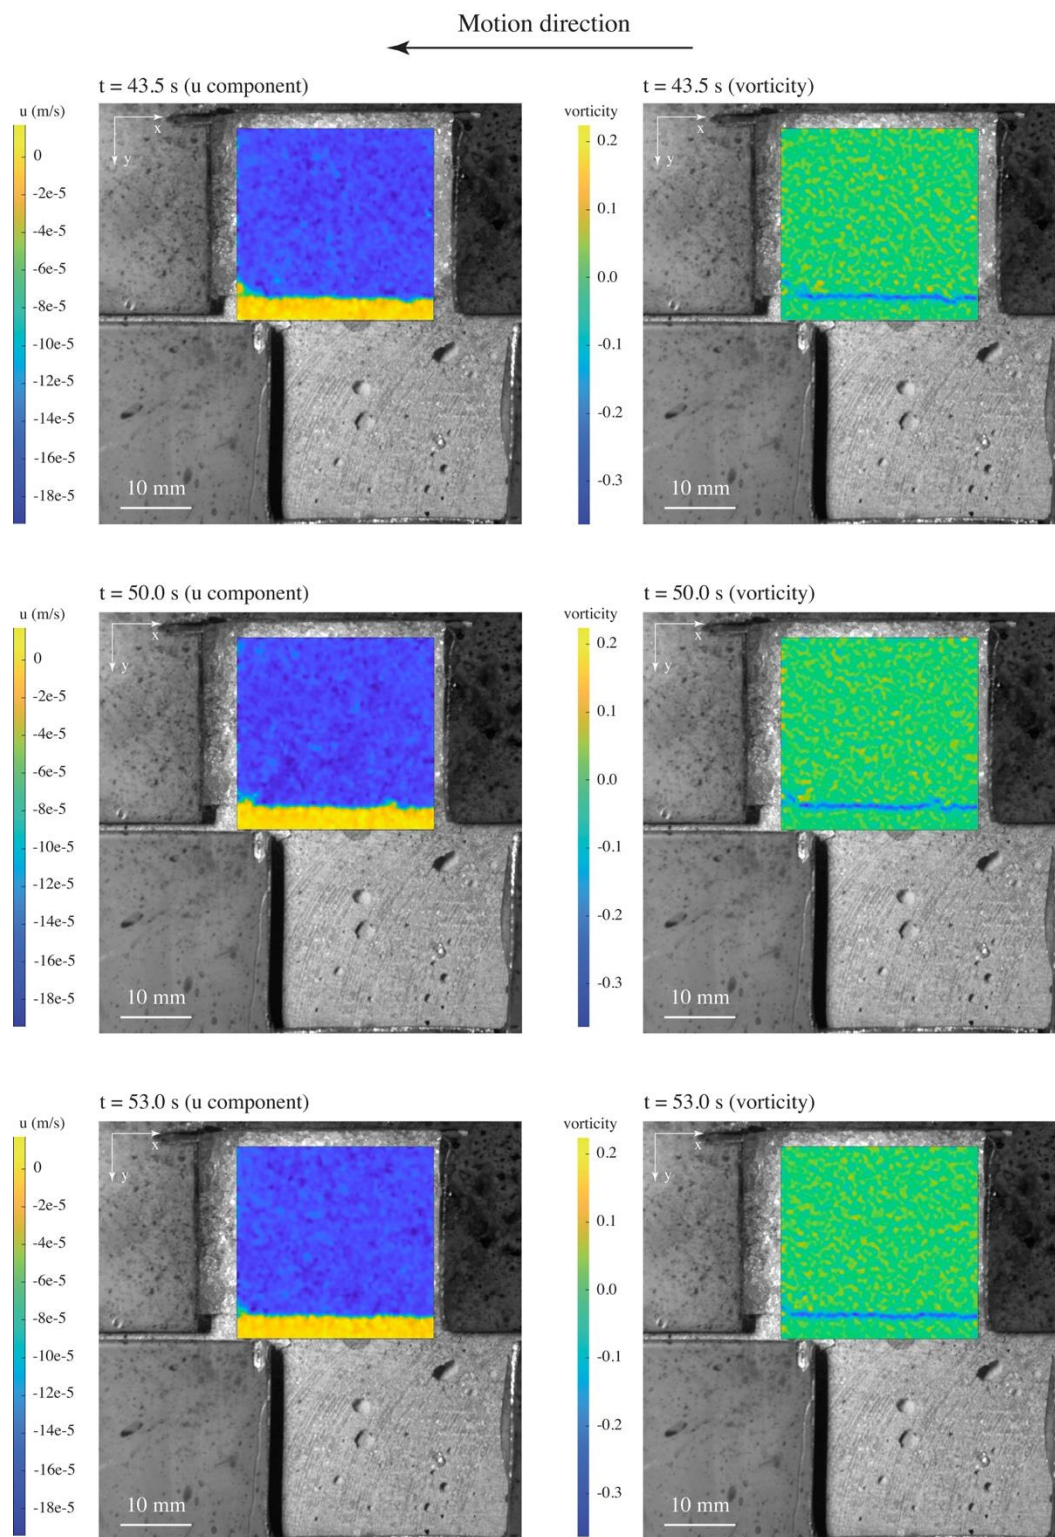 Motion direction
t = 43.5 s (u component)
t = 43.5 s (vorticity)
u (m/s)
0
-2e-5
-4e-5
-6e-5
-8e-5
-10e-5
-12e-5
-14e-5
-16e-5
-18e-5
x
y
10 mm
vorticity
0.2
0.1
0.0
-0.1
-0.2
-0.3
x
y
10 mm
t = 50.0 s (u component)
t = 50.0 s (vorticity)
u (m/s)
0
-2e-5
-4e-5
-6e-5
-8e-5
-10e-5
-12e-5
-14e-5
-16e-5
-18e-5
x
y
10 mm
vorticity
0.2
0.1
0.0
-0.1
-0.2
-0.3
x
y
10 mm
t = 53.0 s (u component)
t = 53.0 s (vorticity)
u (m/s)
0
-2e-5
-4e-5
-6e-5
-8e-5
-10e-5
-12e-5
-14e-5
-16e-5
-18e-5
x
y
10 mm
vorticity
0.2
0.1
0.0
-0.1
-0.2
-0.3
x
y
10 mm